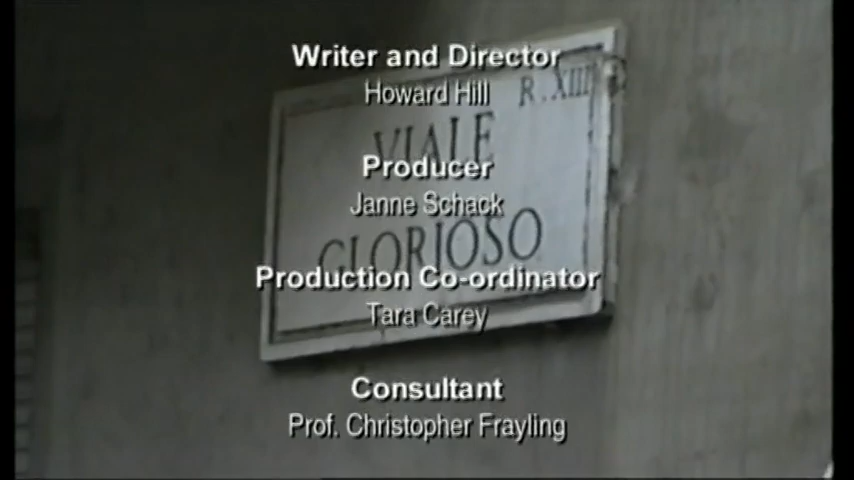 Writer and Director
Howard Hill
R.XIII
VIALE
Producer
Janne Schack
GLORIOSO
Production Co-ordinator
Tara Carey
Consultant
Prof. Christopher Frayling